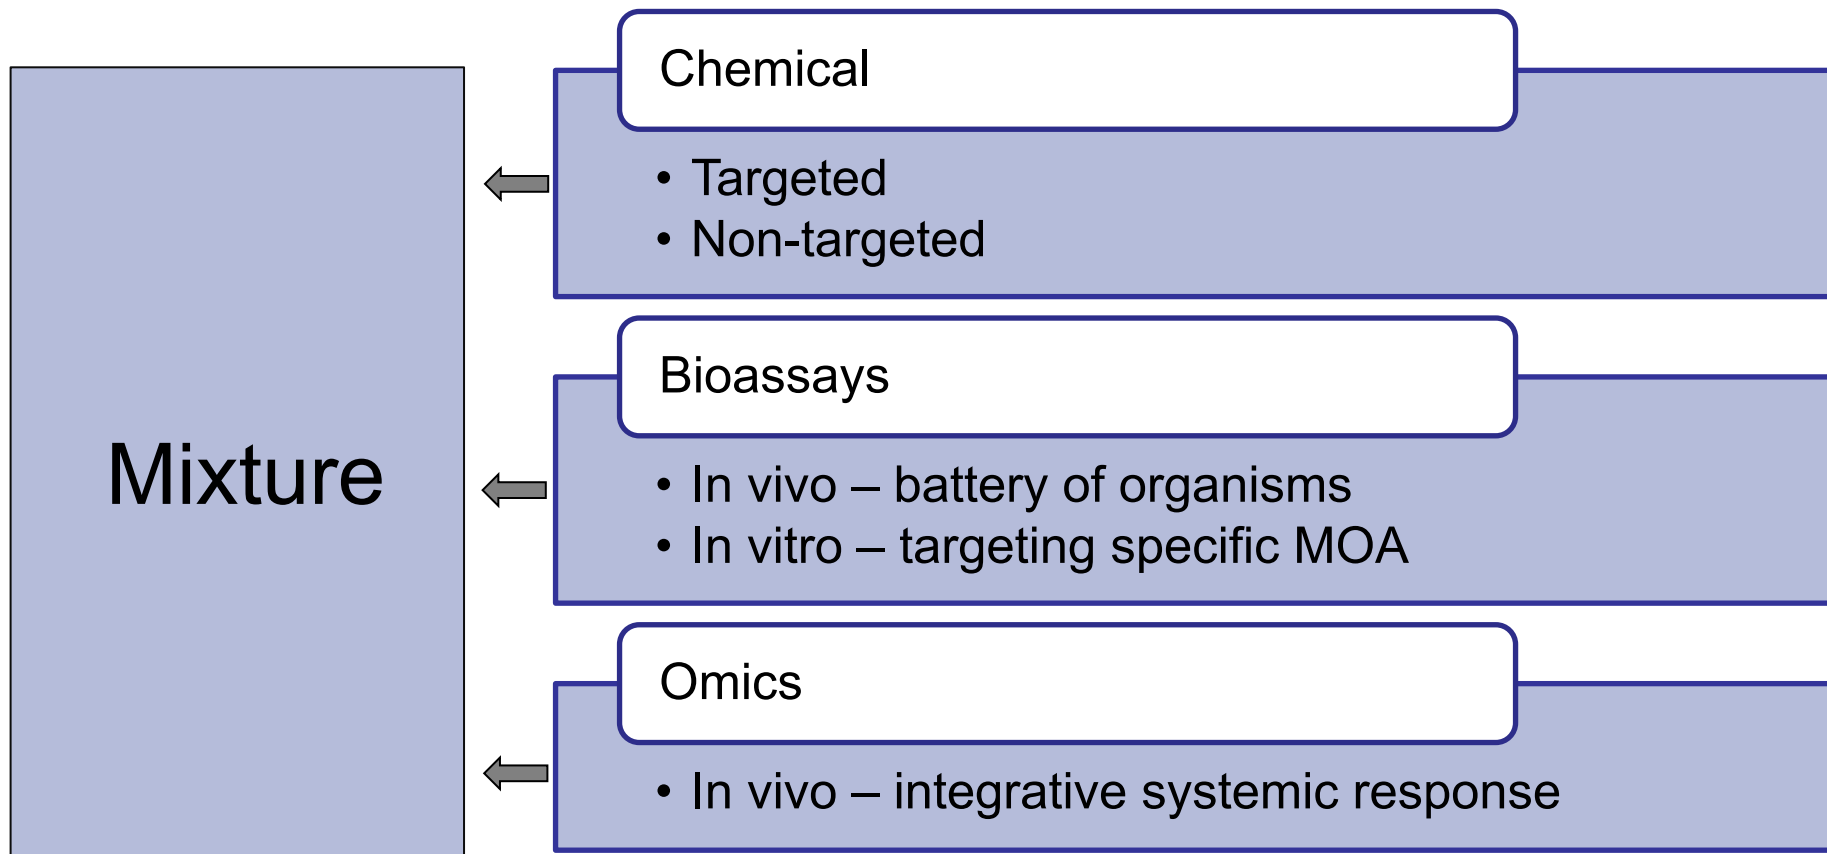 Mixture
Chemical
• Targeted
• Non-targeted
Bioassays
• In vivo – battery of organisms
• In vitro – targeting specific MOA
Omics
• In vivo – integrative systemic response